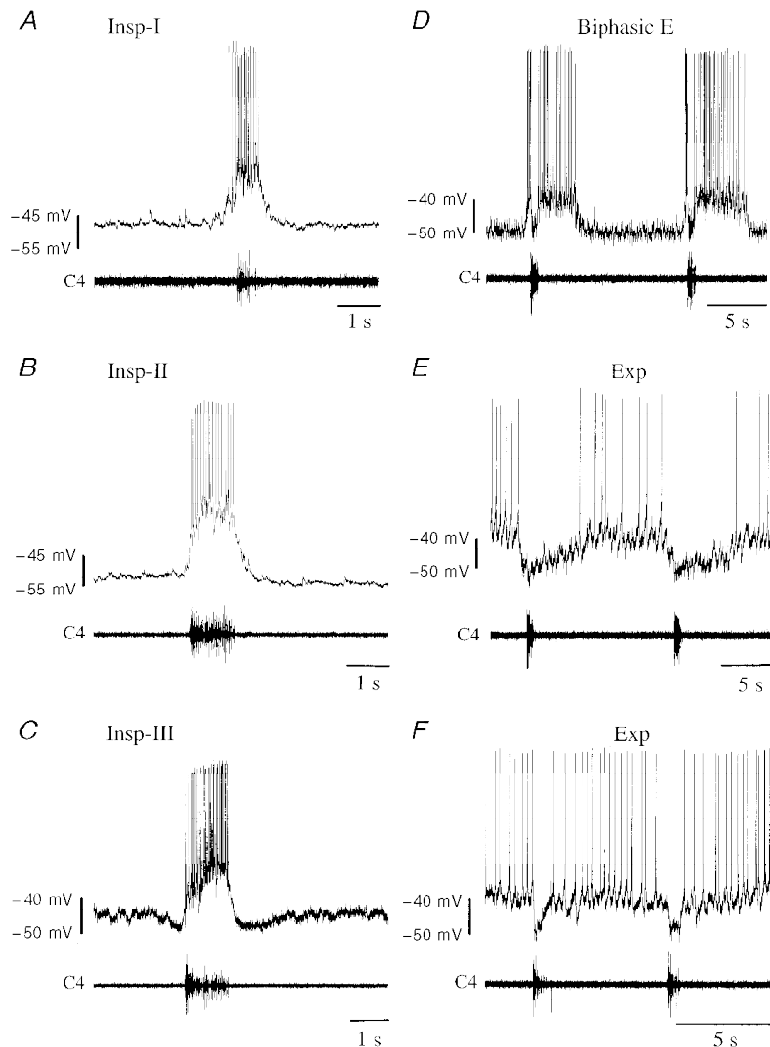 A Insp-I
−45 mV
−55 mV
C4
1 s
B Insp-II
−45 mV
−55 mV
C4
1 s
C Insp-III
−40 mV
−50 mV
C4
1 s
D Biphasic E
−40 mV
−50 mV
C4
5 s
E Exp
−40 mV
−50 mV
C4
5 s
F Exp
−40 mV
−50 mV
C4
5 s